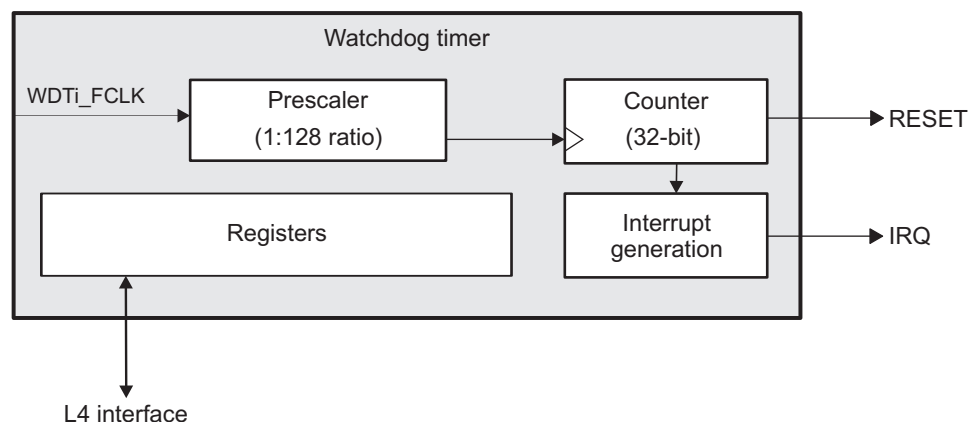 Watchdog timer
WDTi_FCLK
Prescaler
(1:128 ratio)
Counter
(32-bit)
RESET
Registers
Interrupt
generation
IRQ
L4 interface